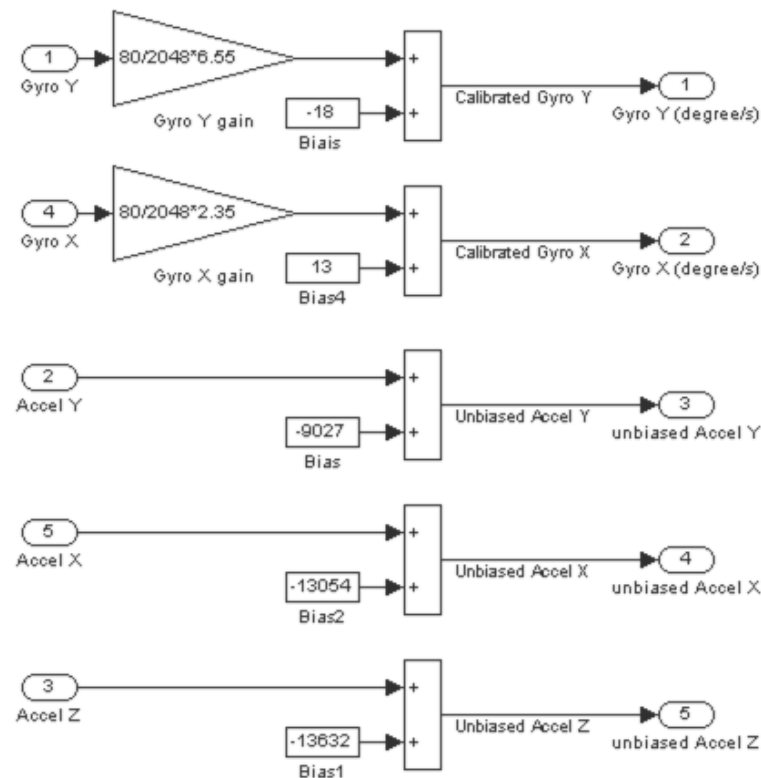 1
Gyro Y
80/2048*6.55
Gyro Y gain
-18
Biais
+
+
Calibrated Gyro Y
1
Gyro Y (degree/s)
4
Gyro X
80/2048*2.35
Gyro X gain
13
Bias4
+
+
Calibrated Gyro X
2
Gyro X (degree/s)
2
Accel Y
-9027
Bias
+
+
Unbiased Accel Y
3
unbiased Accel Y
5
Accel X
-13054
Bias2
+
+
Unbiased Accel X
4
unbiased Accel X
3
Accel Z
-13632
Bias1
+
+
Unbiased Accel Z
5
unbiased Accel Z